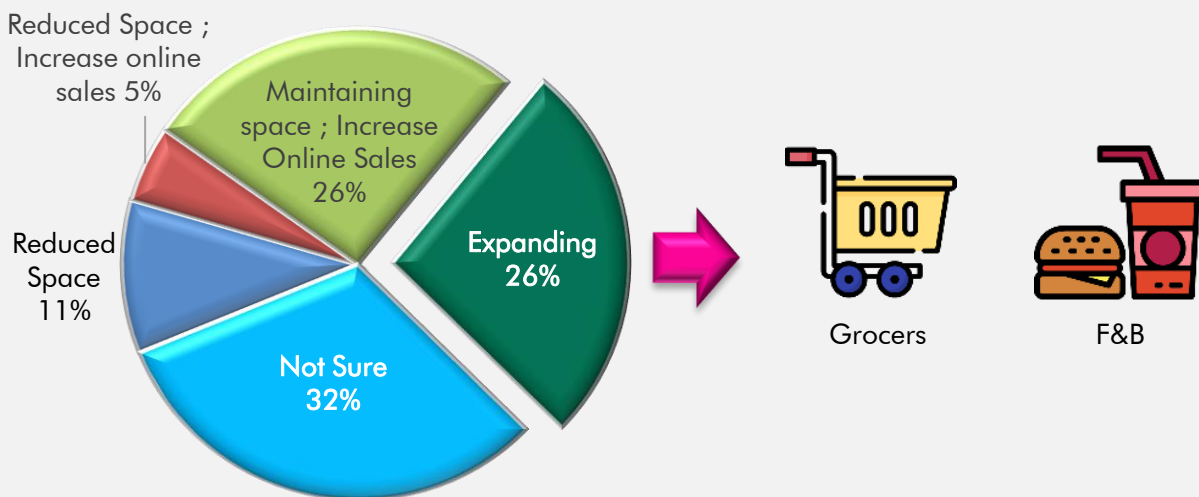 Reduced Space ;
Increase online
sales 5%
Maintaining
space ; Increase
Online Sales
26%
Reduced
Space
11%
Expanding
26%
Not Sure
32%
Grocers
F&B